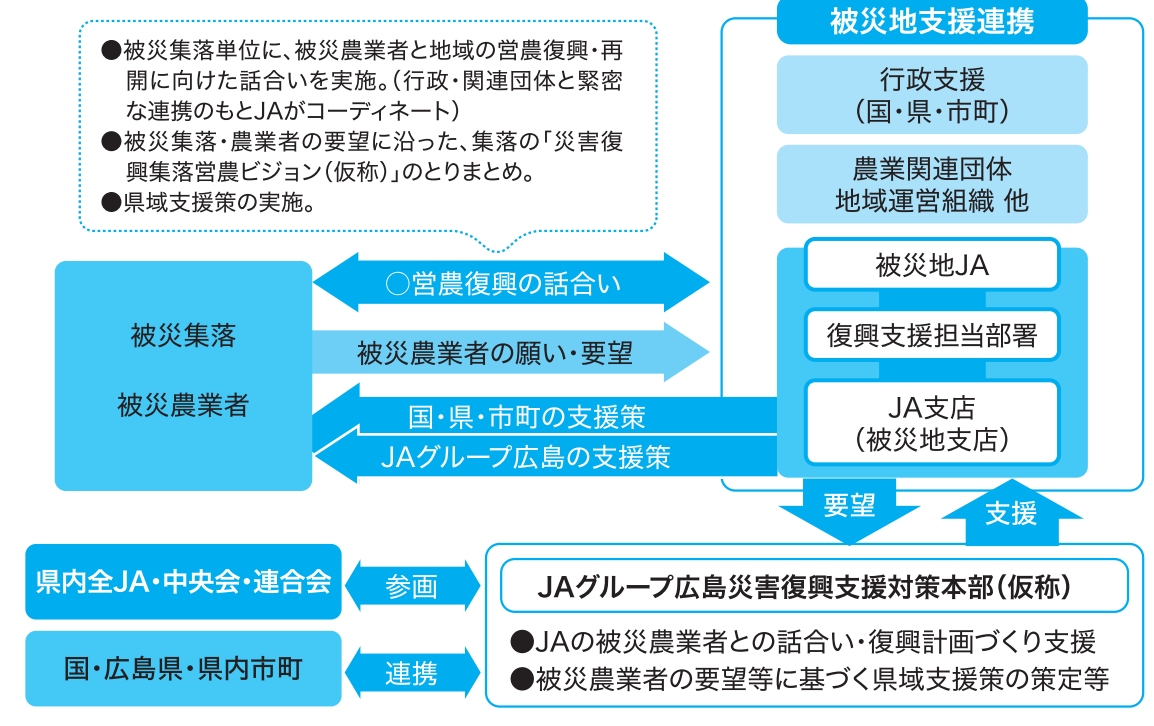 ●被災集落単位に、被災農業者と地域の営農復興・再
開に向けた話合いを実施。（行政・関連団体と緊密
な連携のもとJAがコーディネート）
●被災集落・農業者の要望に沿った、集落の「災害復
興集落営農ビジョン（仮称）」のとりまとめ。
●県域支援策の実施。
被災地支援連携
行政支援
（国・県・市町）
農業関連団体
地域運営組織 他
被災地JA
復興支援担当部署
JA支店
（被災地支店）
被災集落
被災農業者
○営農復興の話合い
被災農業者の願い・要望
国・県・市町の支援策
JAグループ広島の支援策
要望
支援
県内全JA・中央会・連合会
参画
国・広島県・県内市町
連携
JAグループ広島災害復興支援対策本部（仮称）
●JAの被災農業者との話合い・復興計画づくり支援
●被災農業者の要望等に基づく県域支援策の策定等